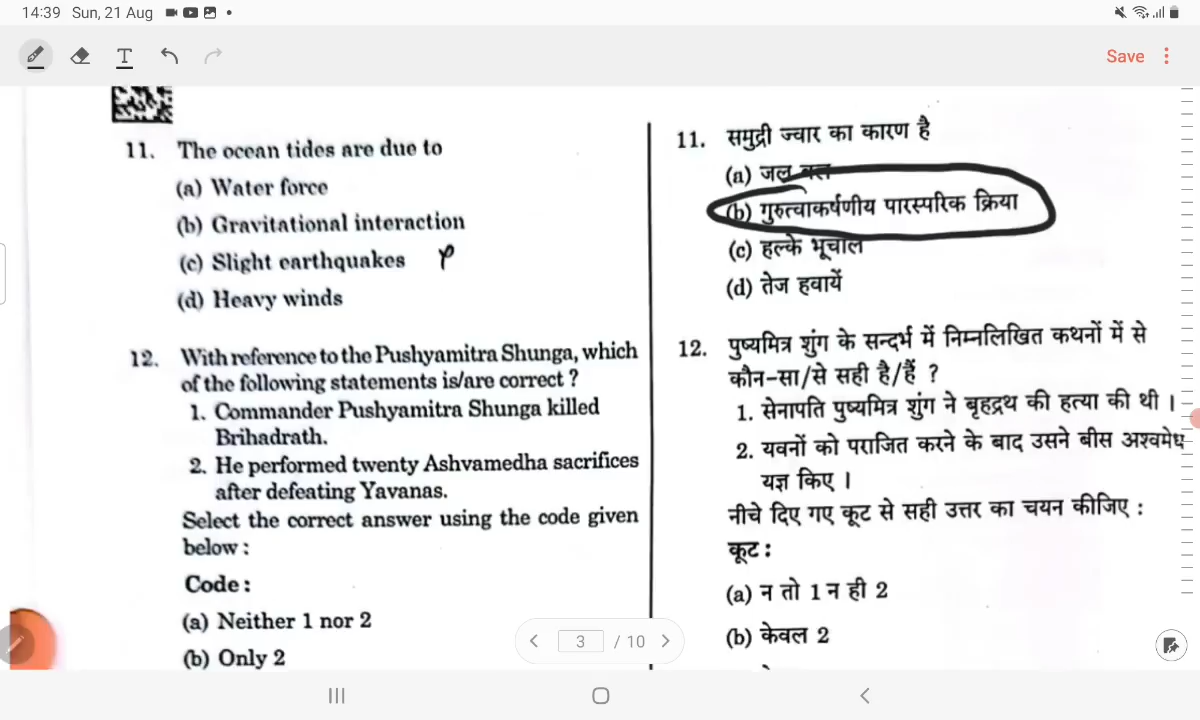 14:39 Sun, 21 Aug
Save
11. The ocean tides are due to
(a) Water force
(b) Gravitational interaction
(c) Slight earthquakes
(d) Heavy winds
12. With reference to the Pushyamitra Shunga, which
of the following statements is/are correct ?
1. Commander Pushyamitra Shunga killed
Brihadrath.
2. He performed twenty Ashvamedha sacrifices
after defeating Yavanas.
Select the correct answer using the code given
below :
Code :
(a) Neither 1 nor 2
(b) Only 2
11. समुद्री ज्वार का कारण है
(a) जल बल
(b) गुरुत्वाकर्षणीय पारस्परिक क्रिया
(c) हल्के भूचाल
(d) तेज हवायें
12. पुष्यमित्र शुंग के सन्दर्भ में निम्नलिखित कथनों में से
कौन-सा/से सही है/हैं ?
1. सेनापति पुष्यमित्र शुंग ने बृहद्रथ की हत्या की थी ।
2. यवनों को पराजित करने के बाद उसने बीस अश्वमेध
यज्ञ किए ।
नीचे दिए गए कूट से सही उत्तर का चयन कीजिए :
कूट :
(a) न तो 1 न ही 2
(b) केवल 2
3 / 10